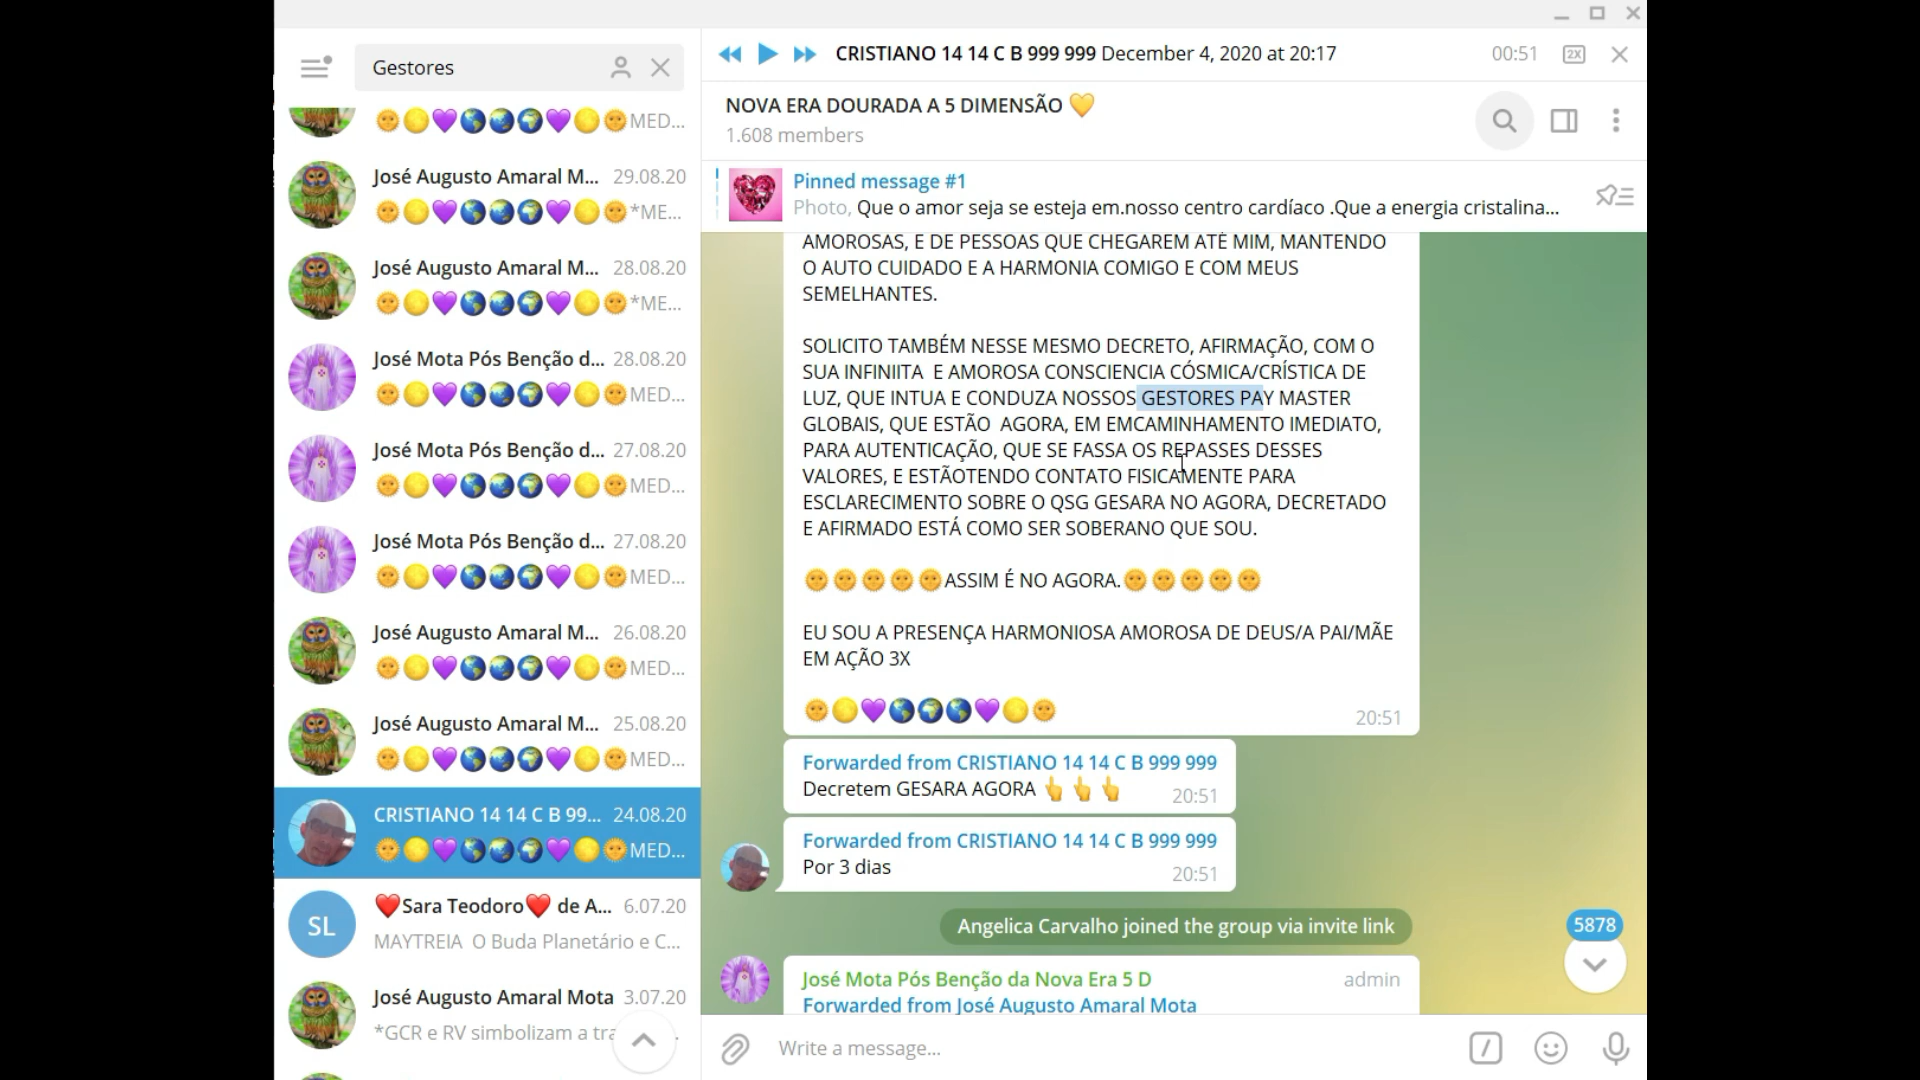 Gestores
MED...
José Augusto Amaral M... 29.08.20
*ME...
José Augusto Amaral M... 28.08.20
*ME...
José Mota Pós Benção d... 28.08.20
MED...
José Mota Pós Benção d... 27.08.20
MED...
José Mota Pós Benção d... 27.08.20
MED...
José Augusto Amaral M... 26.08.20
MED...
José Augusto Amaral M... 25.08.20
MED...
CRISTIANO 14 14 C B 99... 24.08.20
MED...
SL
❤️Sara Teodoro❤️ de A... 6.07.20
MAYTREIA O Buda Planetário e C...
José Augusto Amaral Mota 3.07.20
*GCR e RV simbolizam a tra
CRISTIANO 14 14 C B 999 999 December 4, 2020 at 20:17
00:51
2X
NOVA ERA DOURADA A 5 DIMENSÃO 💛
1.608 members
Pinned message #1
Photo, Que o amor seja se esteja em.nosso centro cardíaco .Que a energia cristalina...
AMOROSAS, E DE PESSOAS QUE CHEGAREM ATÉ MIM, MANTENDO
O AUTO CUIDADO E A HARMONIA COMIGO E COM MEUS
SEMELHANTES.
SOLICITO TAMBÉM NESSE MESMO DECRETO, AFIRMAÇÃO, COM O
SUA INFINIITA E AMOROSA CONSCIENCIA CÓSMICA/CRÍSTICA DE
LUZ, QUE INTUA E CONDUZA NOSSOS GESTORES PAY MASTER
GLOBAIS, QUE ESTÃO AGORA, EM EMCAMINHAMENTO IMEDIATO,
PARA AUTENTICAÇÃO, QUE SE FASSA OS REPASSES DESSES
VALORES, E ESTÃOTENDO CONTATO FISICAMENTE PARA
ESCLARECIMENTO SOBRE O QSG GESARA NO AGORA, DECRETADO
E AFIRMADO ESTÁ COMO SER SOBERANO QUE SOU.
🌞🌞🌞🌞🌞ASSIM É NO AGORA.🌞🌞🌞🌞🌞
EU SOU A PRESENÇA HARMONIOSA AMOROSA DE DEUS/A PAI/MÃE
EM AÇÃO 3X
🌞🌕💜🌎🌍🌎💜🌕🌞
20:51
Forwarded from CRISTIANO 14 14 C B 999 999
Decretem GESARA AGORA 👆👆👆 20:51
Forwarded from CRISTIANO 14 14 C B 999 999
Por 3 dias 20:51
Angelica Carvalho joined the group via invite link
5878
José Mota Pós Benção da Nova Era 5 D admin
Forwarded from José Augusto Amaral Mota
Write a message...